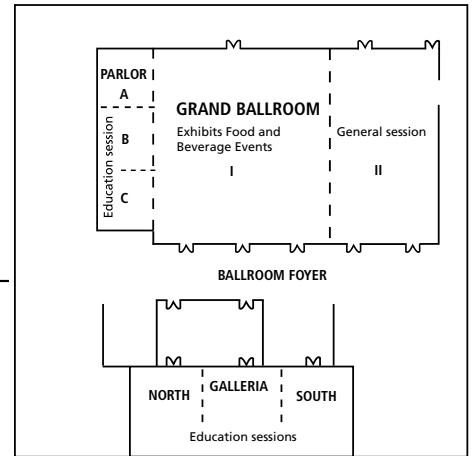 PARLOR
A
B
C
Education session
GRAND BALLROOM
Exhibits Food and
Beverage Events
I
General session
II
BALLROOM FOYER
NORTH
GALLERIA
SOUTH
Education sessions